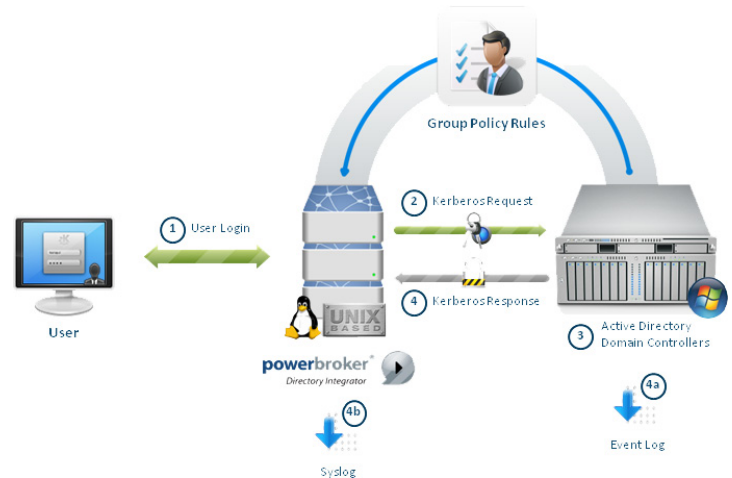 Group Policy Rules
1 User Login
2 Kerberos Request
4 Kerberos Response
User
UNIX
BASED
powerbroker®
Directory Integrator
3 Active Directory
Domain Controllers
4b
Syslog
4a
Event Log